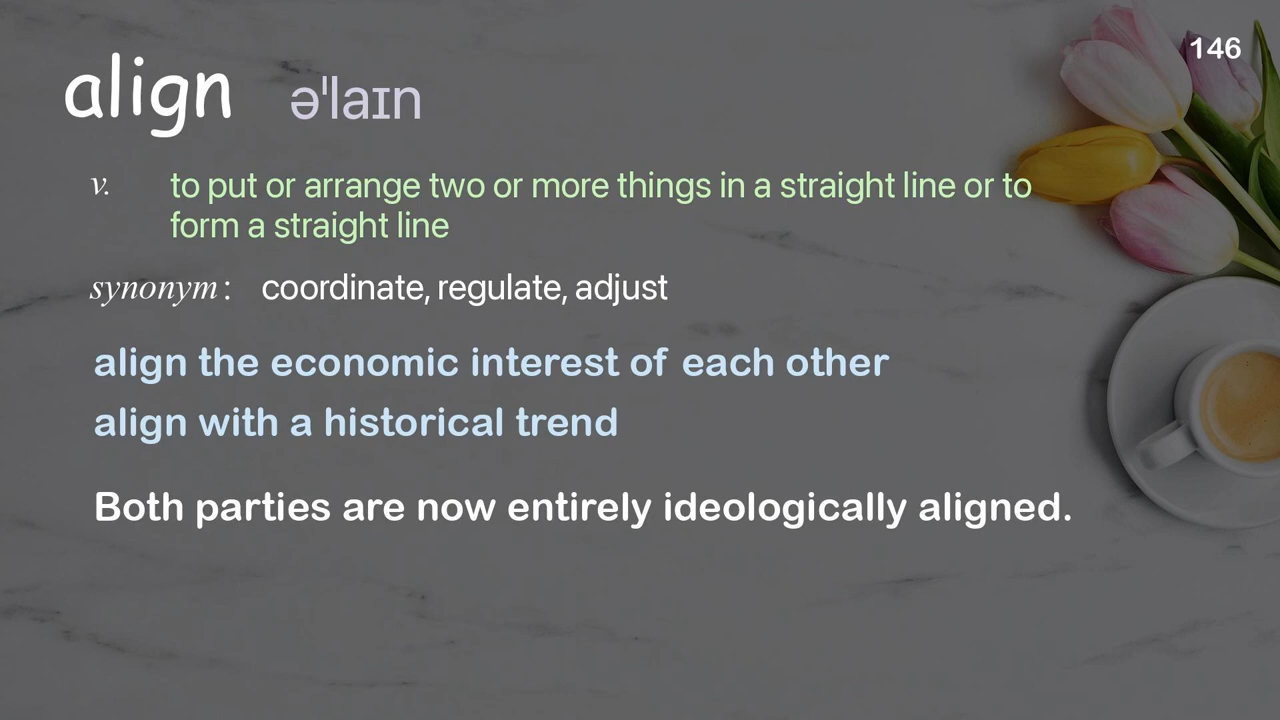 146
align əˈlaɪn
v. to put or arrange two or more things in a straight line or to
form a straight line
synonym: coordinate, regulate, adjust
align the economic interest of each other
align with a historical trend
Both parties are now entirely ideologically aligned.